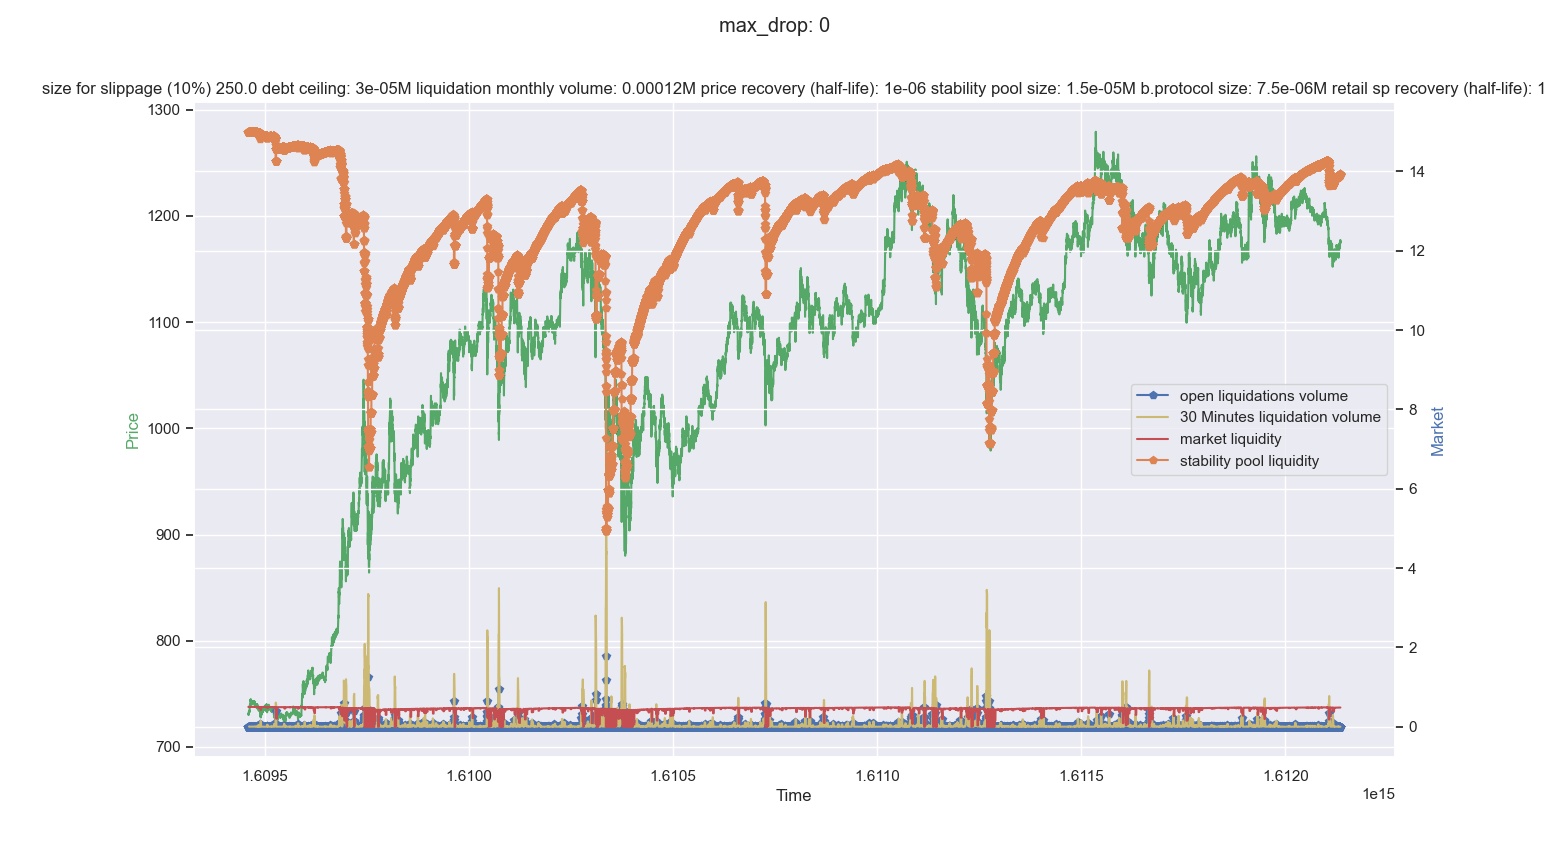 max_drop: 0
size for slippage (10%) 250.0 debt ceiling: 3e-05M liquidation monthly volume: 0.00012M price recovery (half-life): 1e-06 stability pool size: 1.5e-05M b.protocol size: 7.5e-06M retail sp recovery (half-life): 1
1300
1200
1100
1000
900
800
700
Price
14
12
10
8
6
4
2
0
Market
open liquidations volume
30 Minutes liquidation volume
market liquidity
stability pool liquidity
1.6095 1.6100 1.6105 1.6110 1.6115 1.6120
Time
1e15